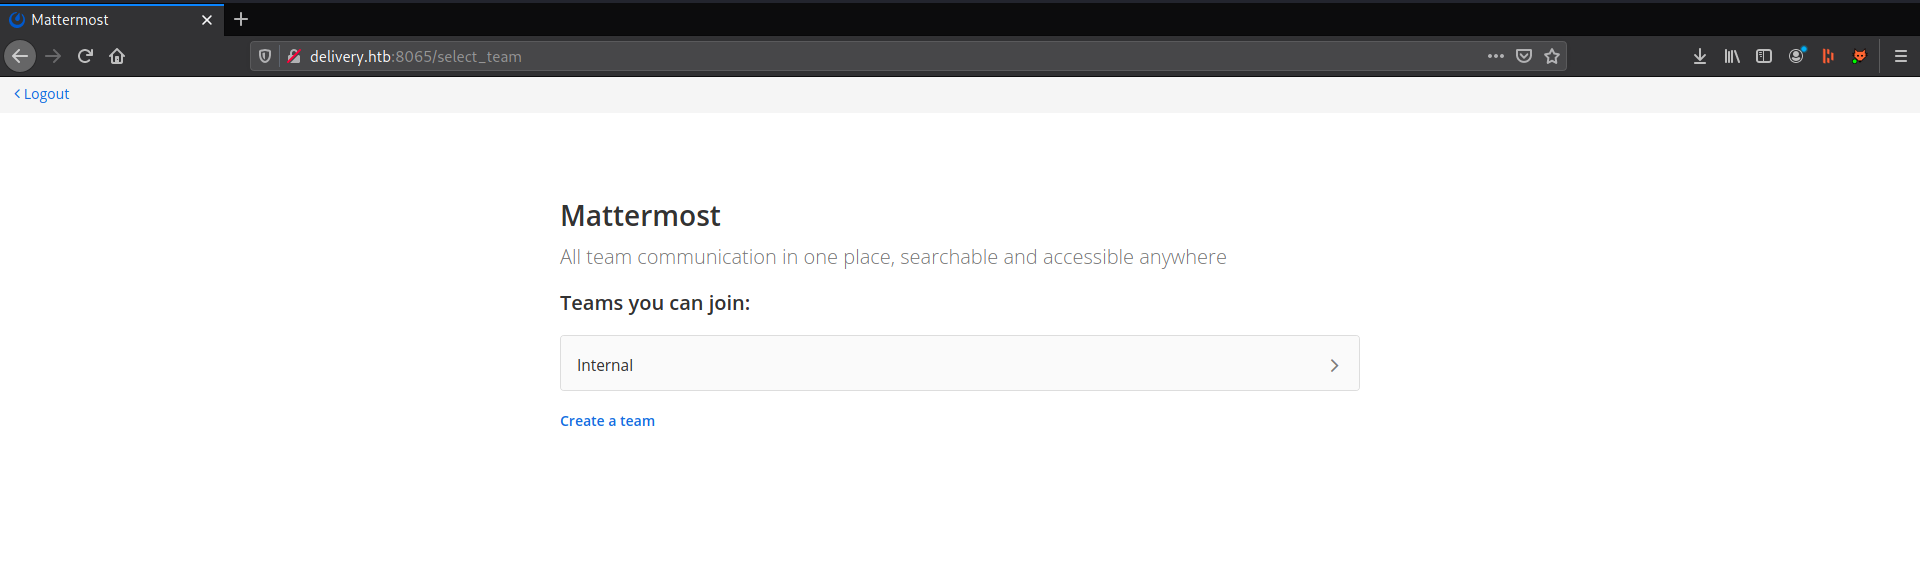 Mattermost
delivery.htb:8065/select_team
Logout
Mattermost
All team communication in one place, searchable and accessible anywhere
Teams you can join:
Internal
Create a team